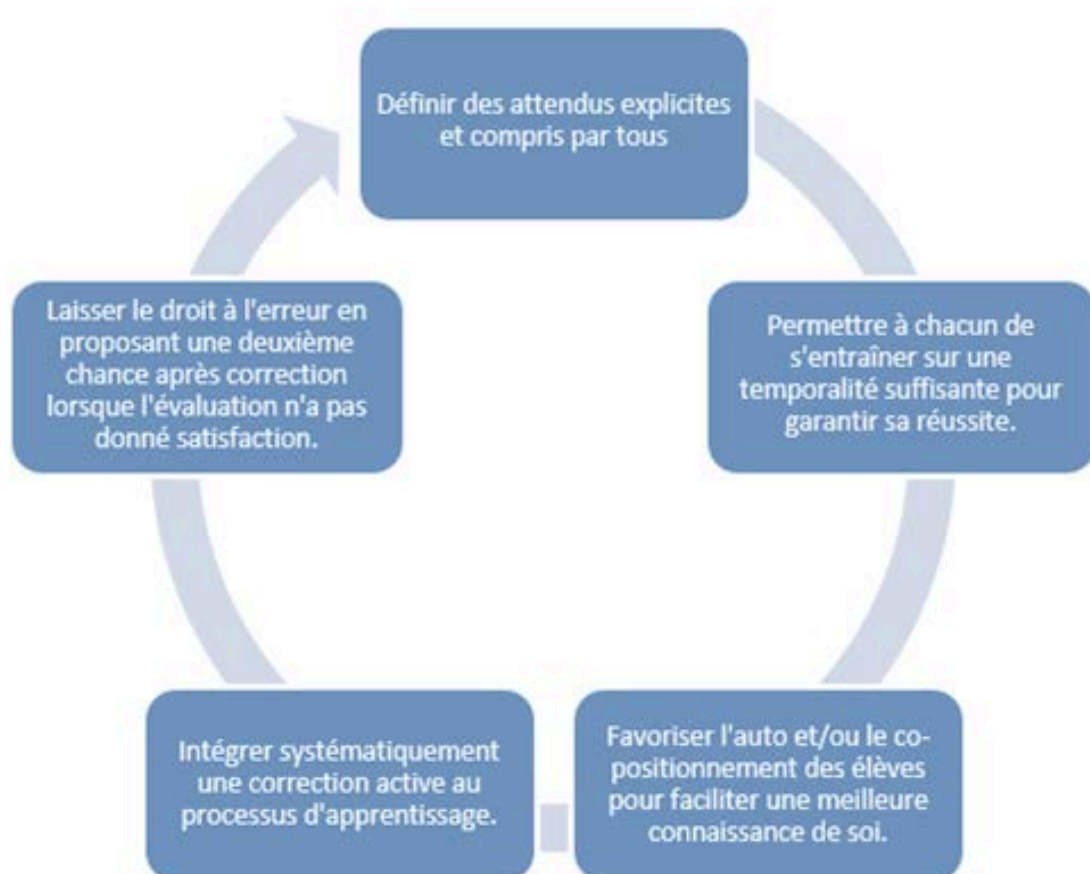 Définir des attendus explicites
et compris par tous
Permettre à chacun de
s'entraîner sur une
temporalité suffisante pour
garantir sa réussite.
Favoriser l'auto et/ou le co-
positionnement des élèves
pour faciliter une meilleure
connaissance de soi.
Intégrer systématiquement
une correction active au
processus d'apprentissage.
Laisser le droit à l'erreur en
proposant une deuxième
chance après correction
lorsque l'évaluation n'a pas
donné satisfaction.